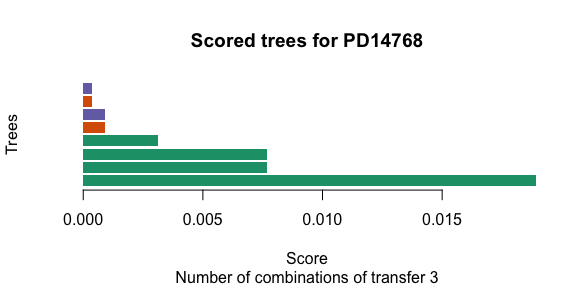 Scored trees for PD14768
Trees
0.000 0.005 0.010 0.015
Score
Number of combinations of transfer 3